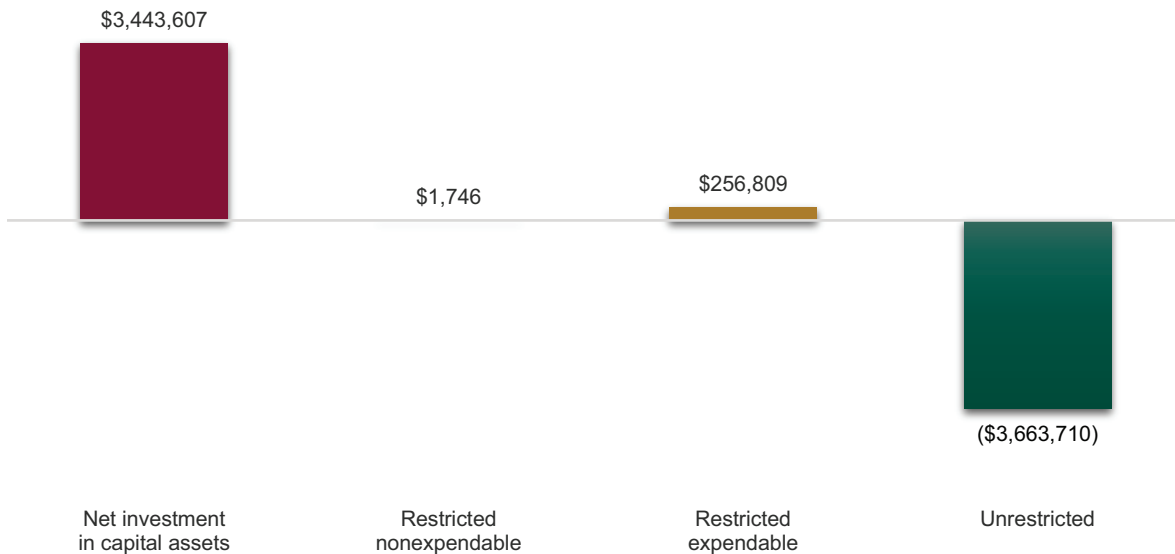 $3,443,607
$1,746
$256,809
($3,663,710)
Net investment
in capital assets
Restricted
nonexpendable
Restricted
expendable
Unrestricted